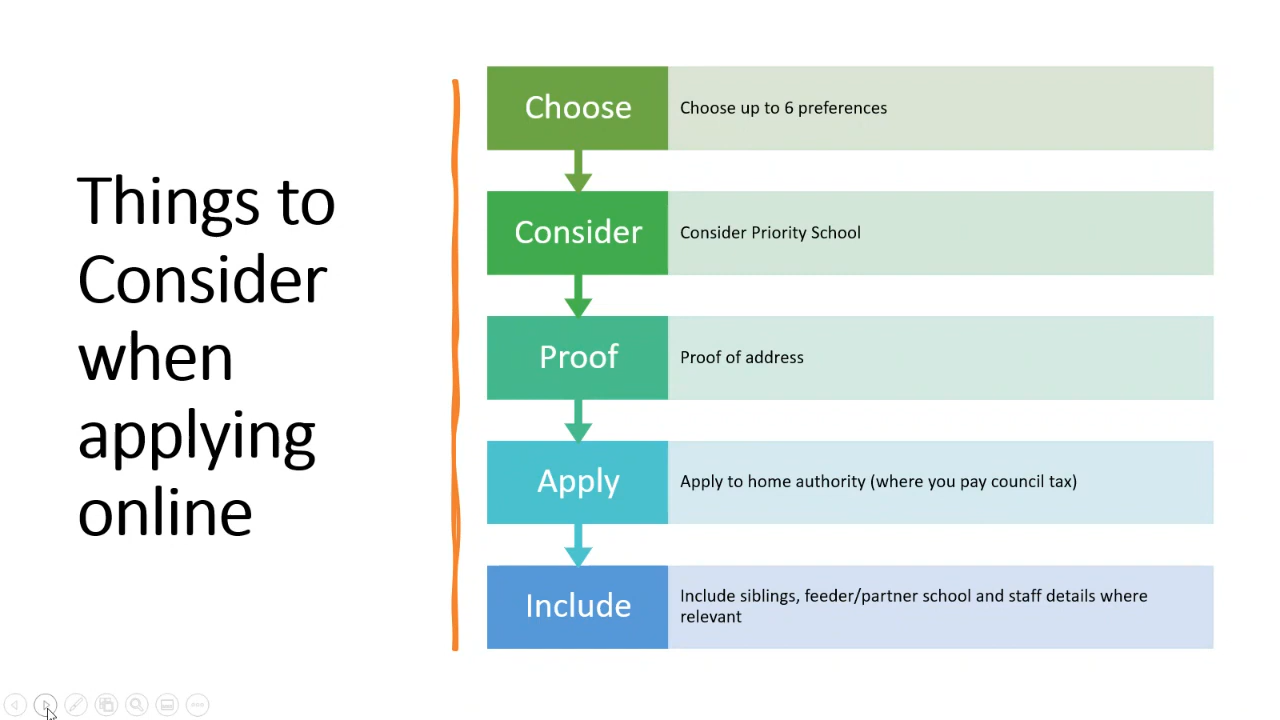 Things to
Consider
when
applying
online
Choose
Choose up to 6 preferences
Consider
Consider Priority School
Proof
Proof of address
Apply
Apply to home authority (where you pay council tax)
Include
Include siblings, feeder/partner school and staff details where
relevant